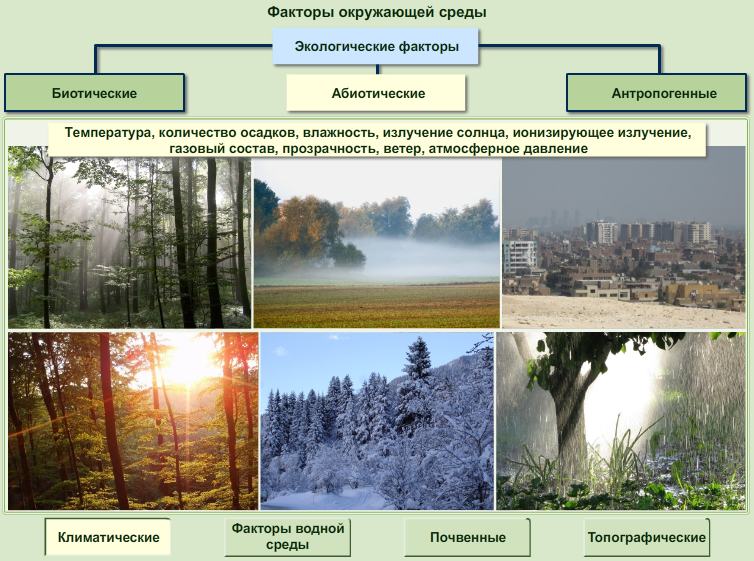 Факторы окружающей среды
Экологические факторы
Биотические
Абиотические
Антропогенные
Температура, количество осадков, влажность, излучение солнца, ионизирующее излучение,
газовый состав, прозрачность, ветер, атмосферное давление
Климатические
Факторы водной
среды
Почвенные
Топографические